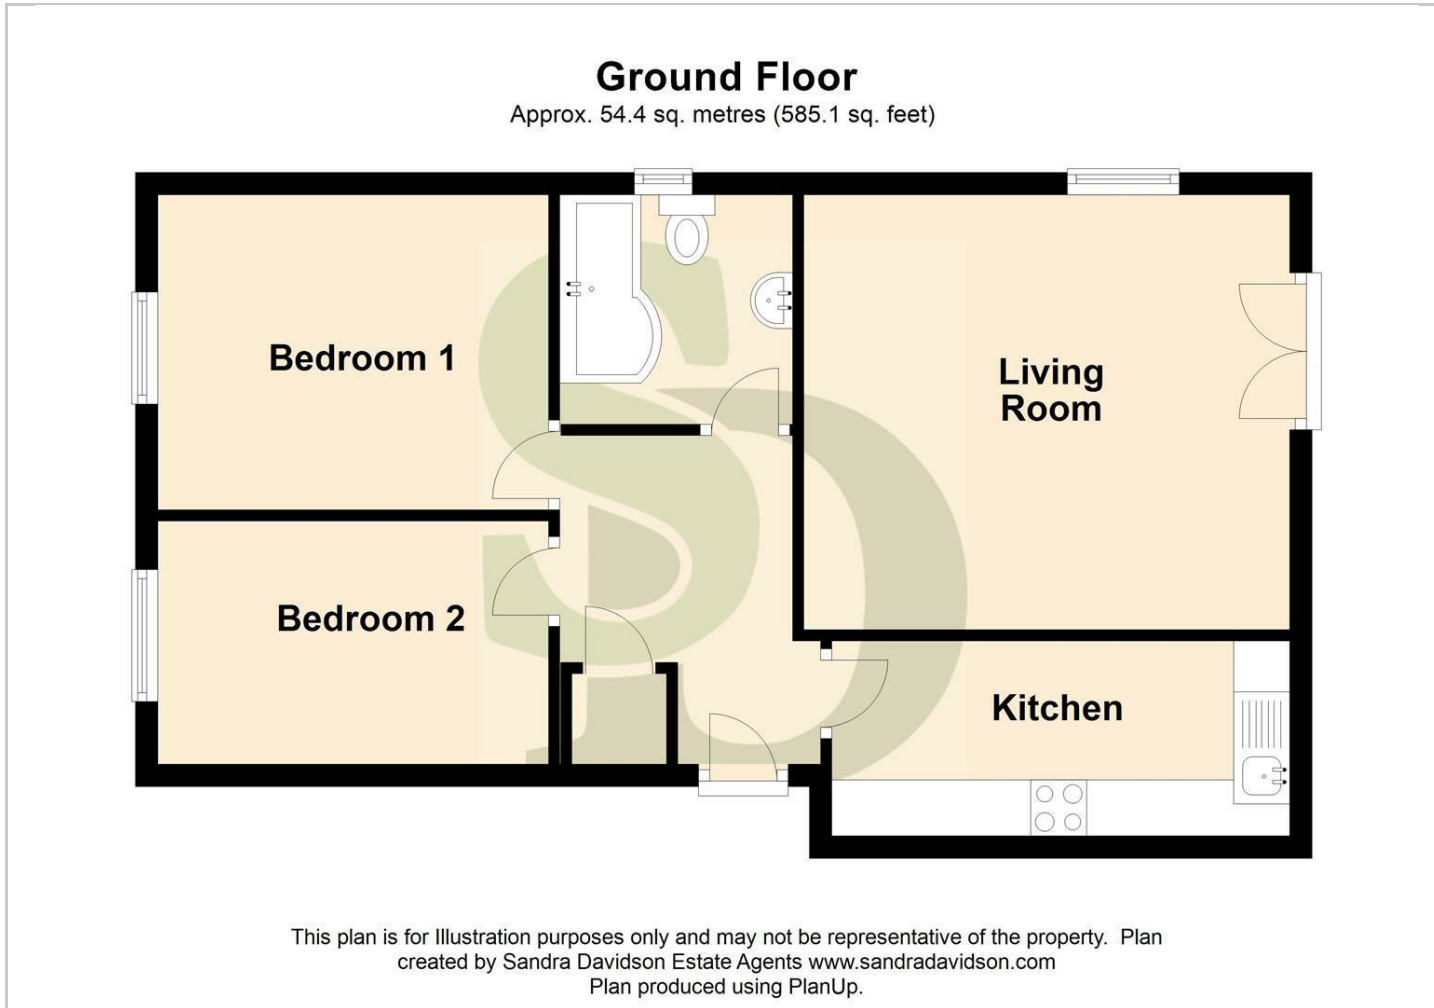 Ground Floor
Approx. 54.4 sq. metres (585.1 sq. feet)
Bedroom 1
Living
Room
Bedroom 2
Kitchen
SD
This plan is for Illustration purposes only and may not be representative of the property.  Plan
created by Sandra Davidson Estate Agents www.sandradavidson.com
Plan produced using PlanUp.